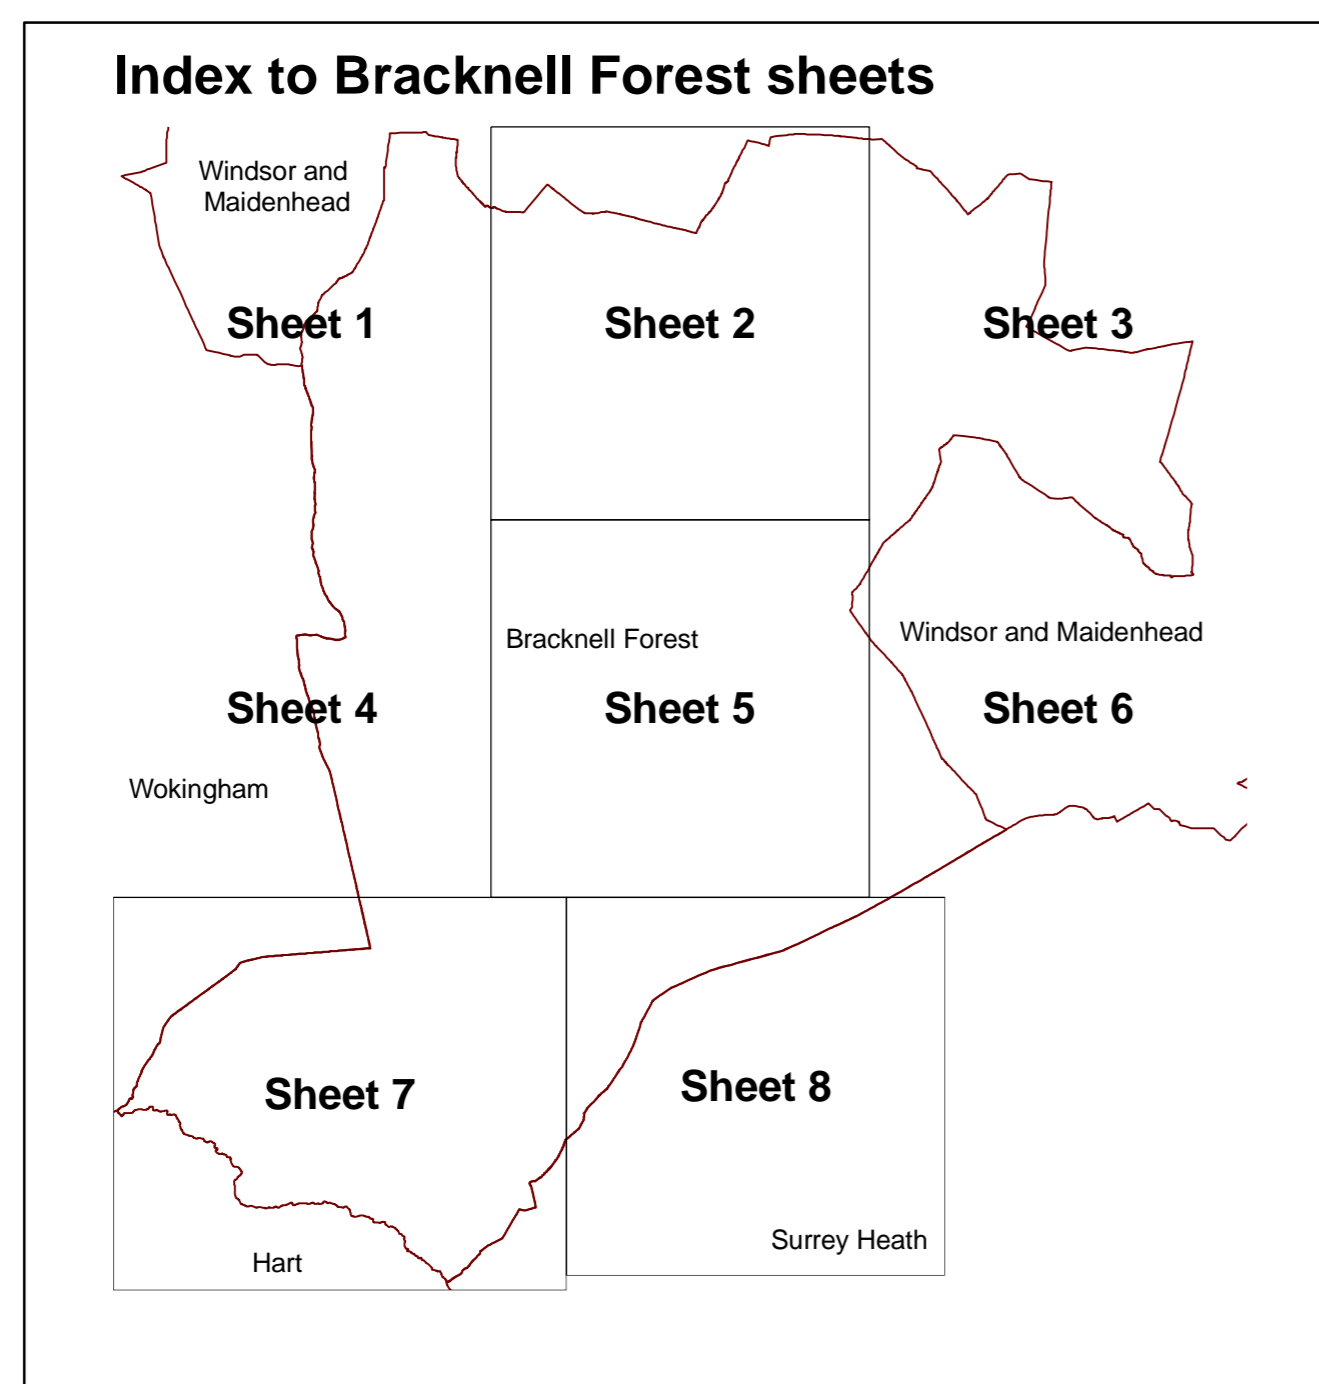 Index to Bracknell Forest sheets
Windsor and
Maidenhead
Sheet 1
Sheet 2
Sheet 3
Bracknell Forest
Windsor and Maidenhead
Sheet 4
Sheet 5
Sheet 6
Wokingham
Sheet 7
Sheet 8
Hart
Surrey Heath